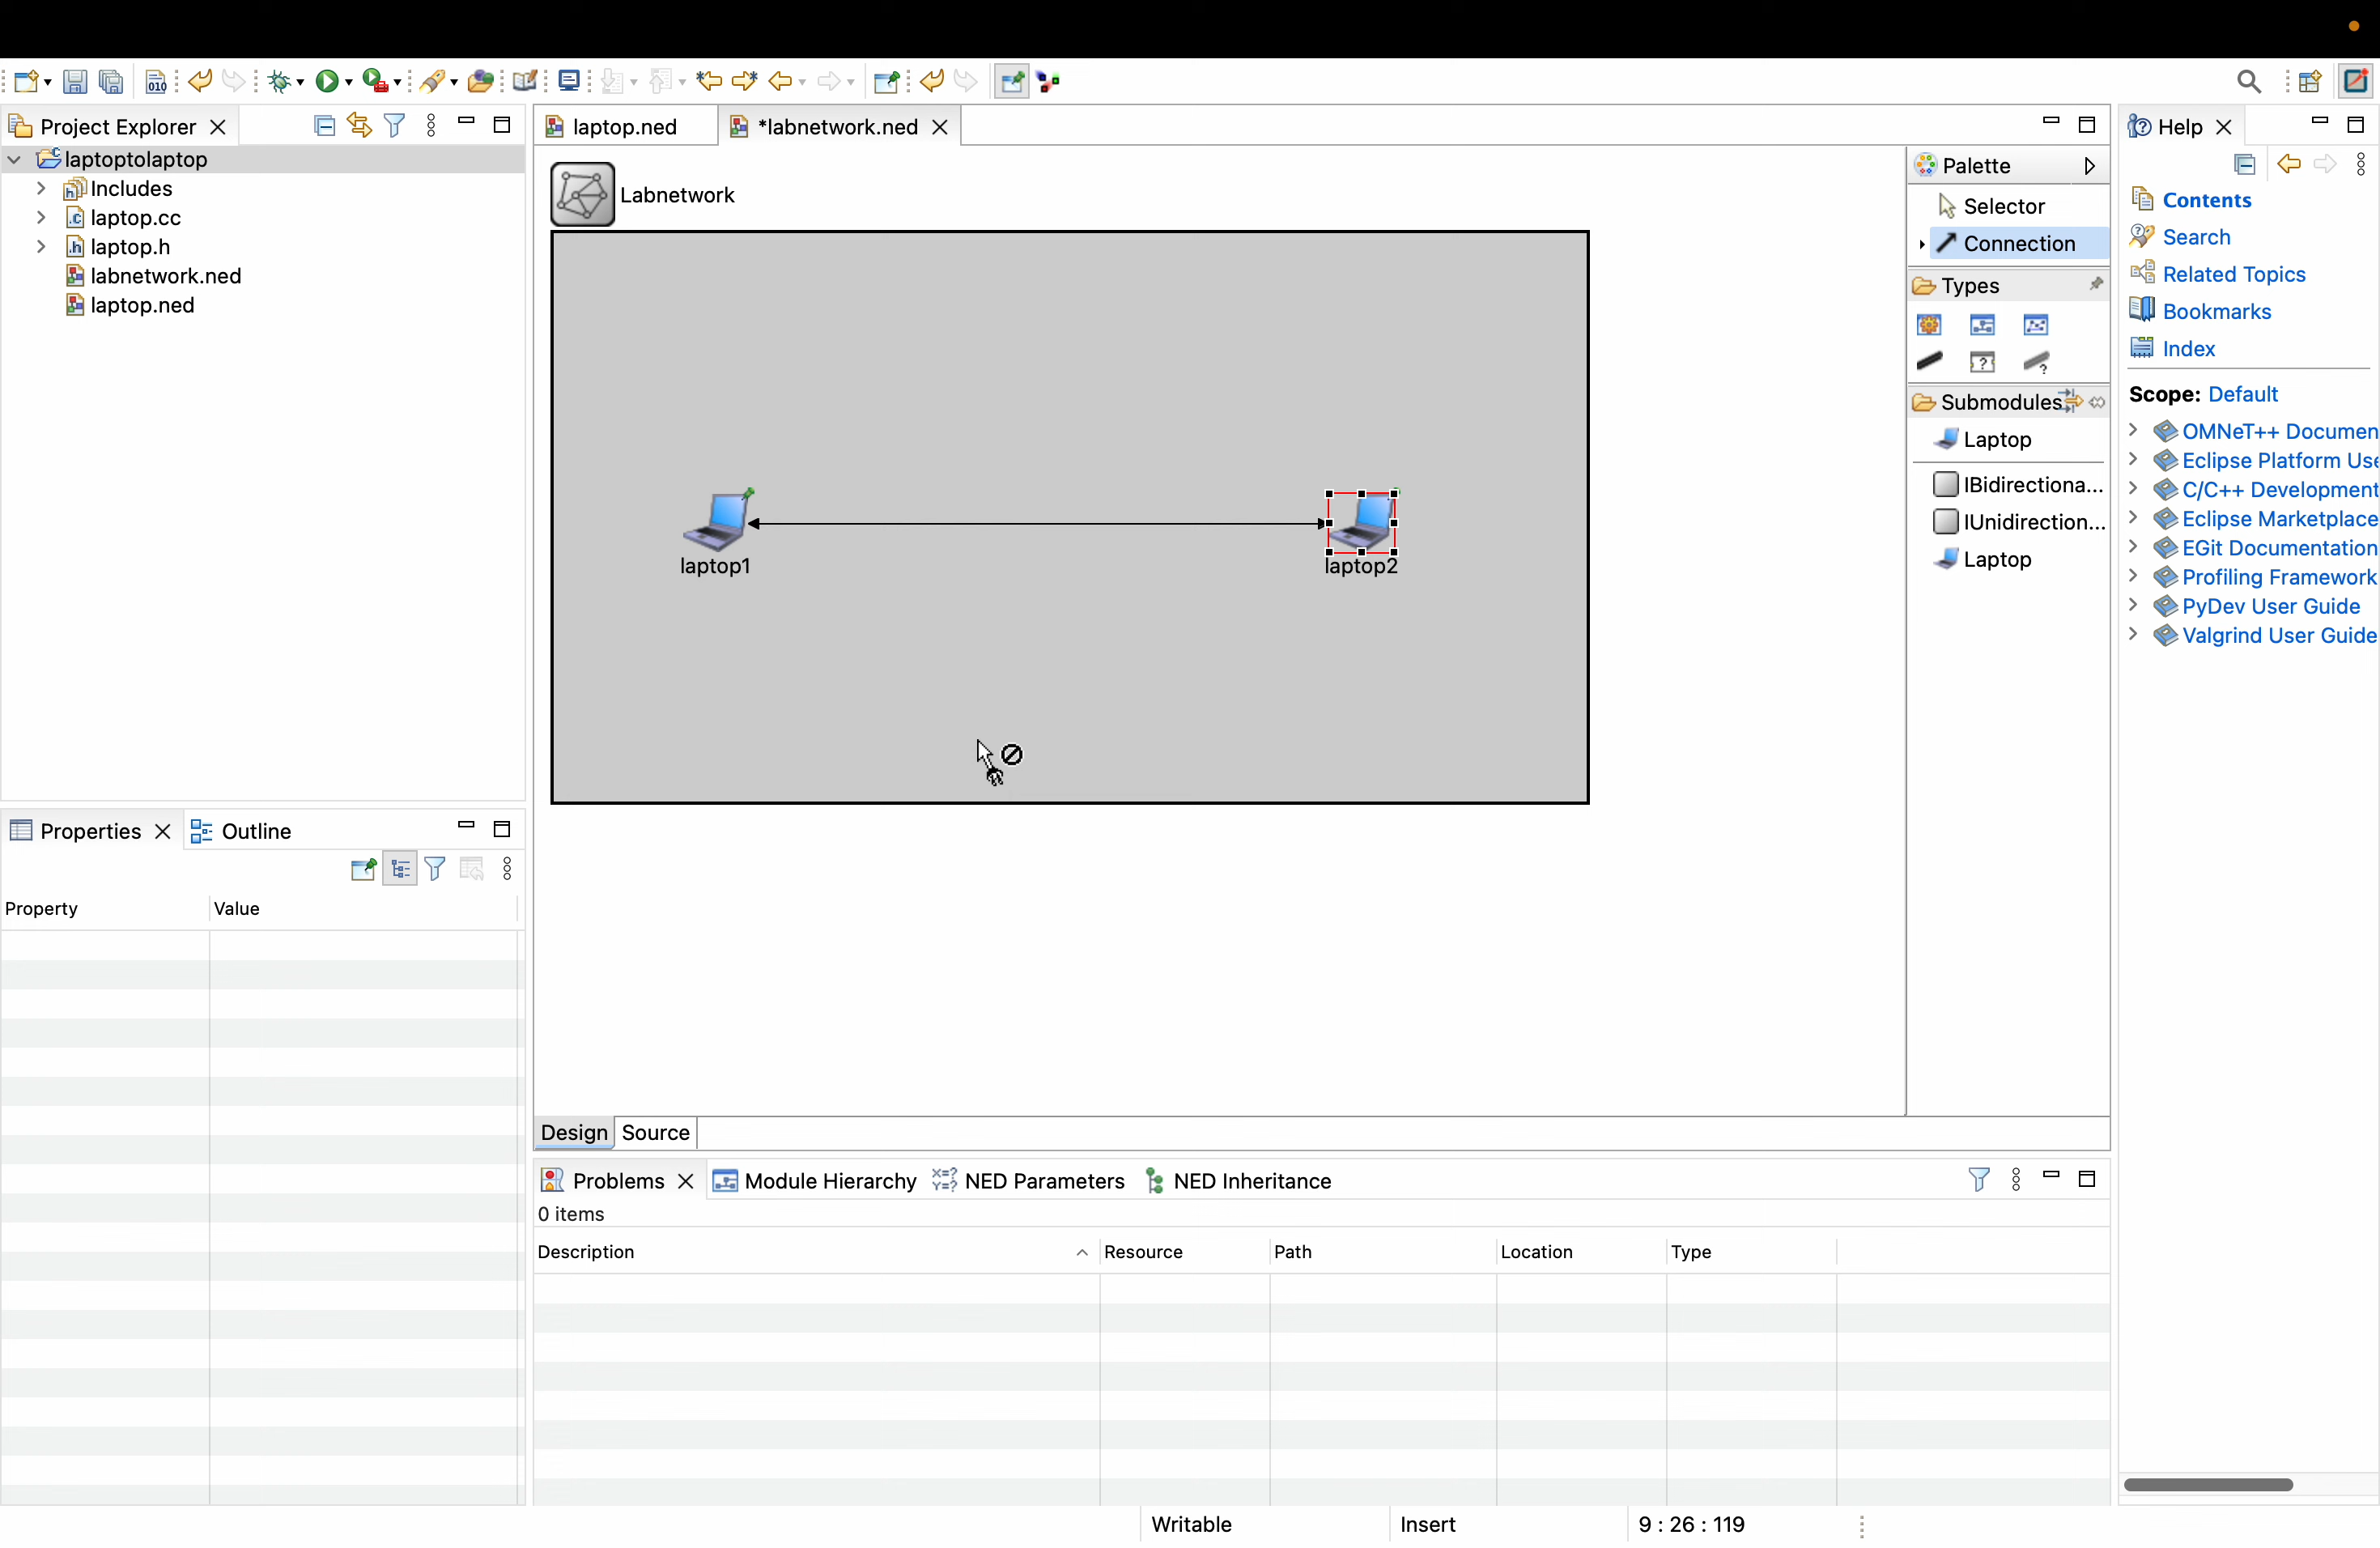 010
Project Explorer
laptoptolaptop
Includes
laptop.cc
laptop.h
labnetwork.ned
laptop.ned
laptop.ned
*labnetwork.ned
Labnetwork
laptop1
laptop2
Palette
Selector
Connection
Types
Submodules
Laptop
IBidirectiona...
IUnidirection...
Laptop
Help
Contents
Search
Related Topics
Bookmarks
Index
Scope: Default
OMNeT++ Documen
Eclipse Platform Us
C/C++ Development
Eclipse Marketplace
EGit Documentation
Profiling Framework
PyDev User Guide
Valgrind User Guide
Properties
Outline
Property
Value
Design
Source
Problems
Module Hierarchy
NED Parameters
NED Inheritance
0 items
Description
Resource
Path
Location
Type
Writable
Insert
9 : 26 : 119